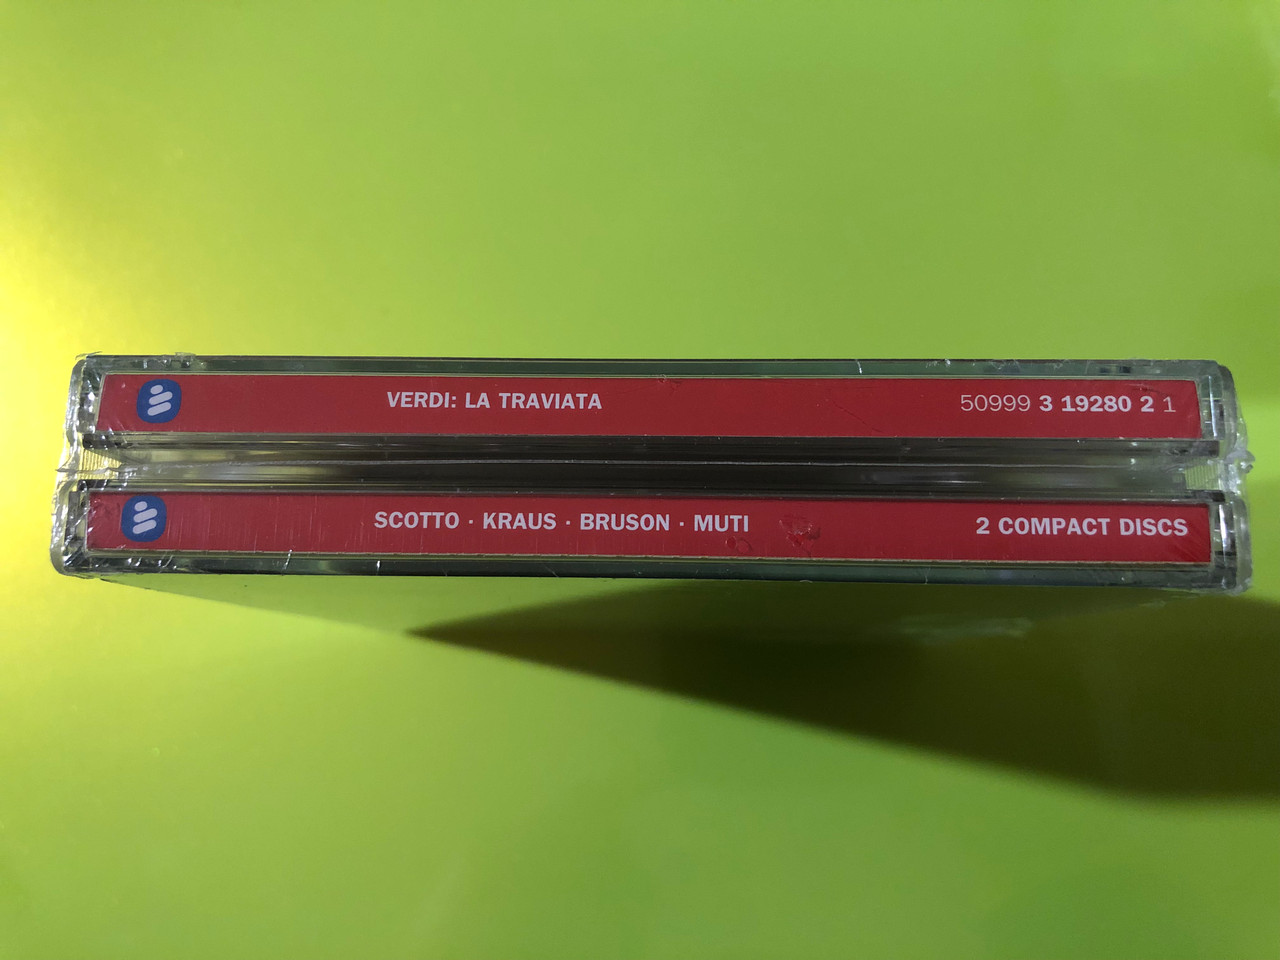 VERDI: LA TRAVIATA 50999 3 19280 2 1
SCOTTO · KRAUS · BRUSON · MUTI 2 COMPACT DISCS